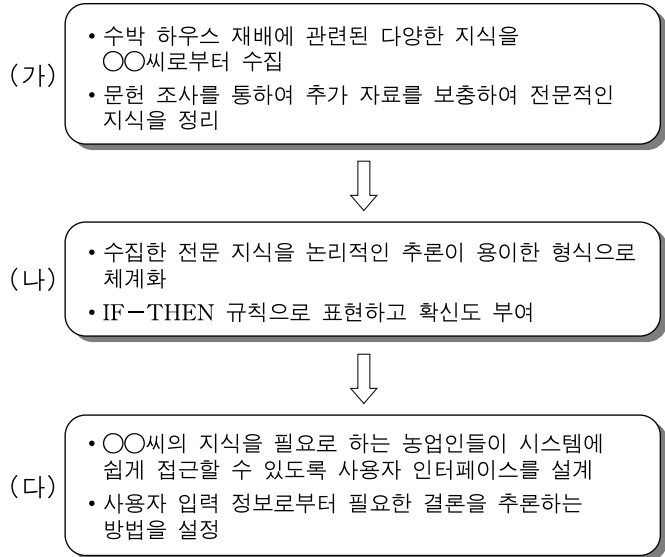 (가)
• 수박 하우스 재배에 관련된 다양한 지식을
○○씨로부터 수집
• 문헌 조사를 통하여 추가 자료를 보충하여 전문적인
지식을 정리
(나)
• 수집한 전문 지식을 논리적인 추론이 용이한 형식으로
체계화
• IF－THEN 규칙으로 표현하고 확신도 부여
(다)
• ○○씨의 지식을 필요로 하는 농업인들이 시스템에
쉽게 접근할 수 있도록 사용자 인터페이스를 설계
• 사용자 입력 정보로부터 필요한 결론을 추론하는
방법을 설정